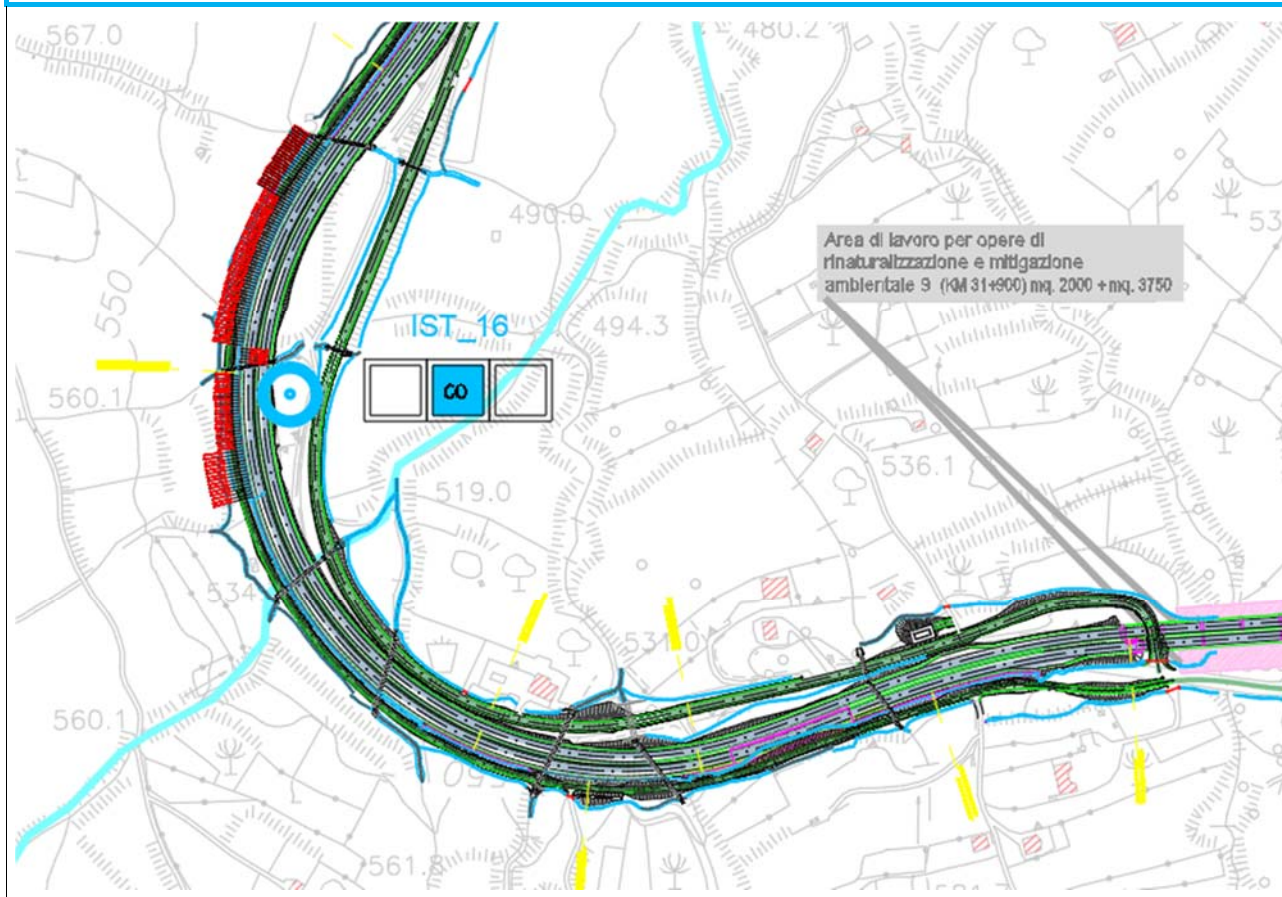 567.0
480.2
490.0
Area di lavoro per opere di
rinaturalizzazione e mitigazione
ambientale 9 (KM 31+900) mq. 2000 + mq. 3750
550
IST_16
494.3
CO
560.1
536.1
519.0
534
531.0
560.1
550
561.8